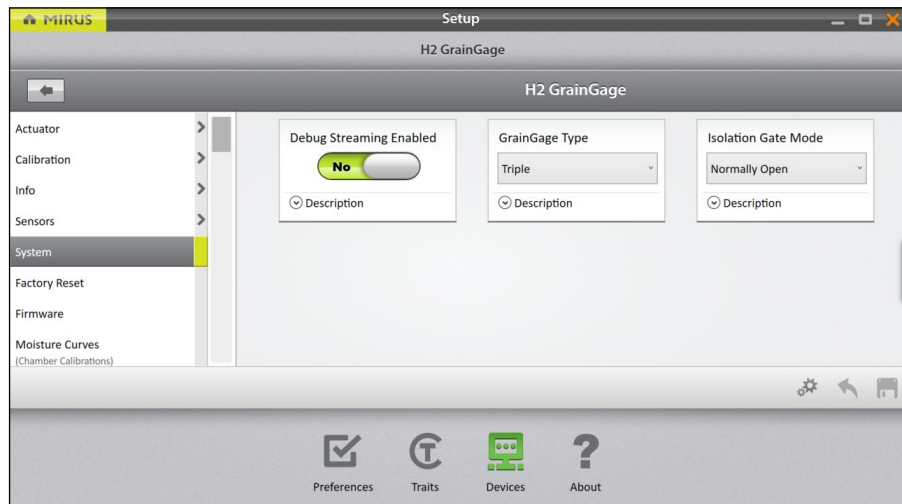 MIRUS
Setup
H2 GrainGage
H2 GrainGage
Actuator
Calibration
Info
Sensors
System
Factory Reset
Firmware
Moisture Curves
(Chamber Calibrations)
Debug Streaming Enabled
No
Description
GrainGage Type
Triple
Description
Isolation Gate Mode
Normally Open
Description
Preferences
Traits
Devices
About